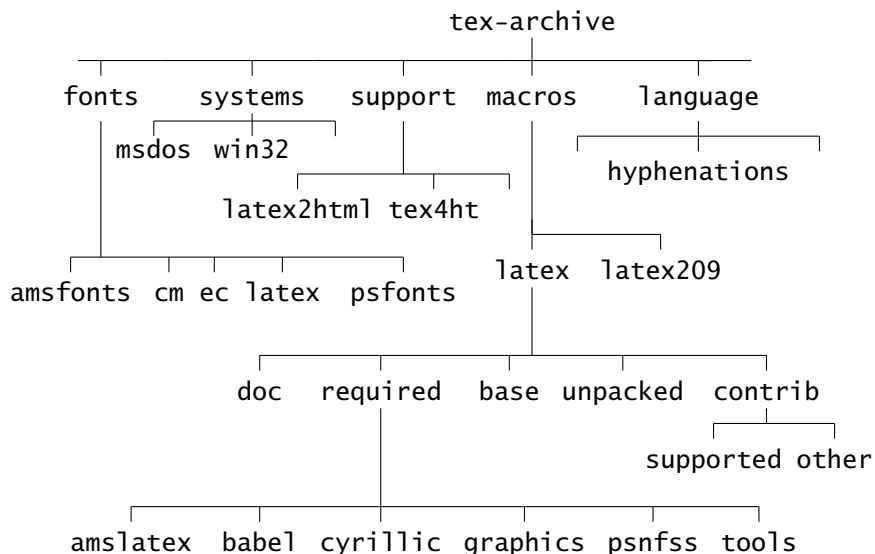 tex-archive
fonts systems support macros language
msdos win32
hyphenations
latex2html tex4ht
latex latex209
amsfonts cm ec latex psfonts
doc required base unpacked contrib
supported other
amslatex babel cyrillic graphics psnfss tools